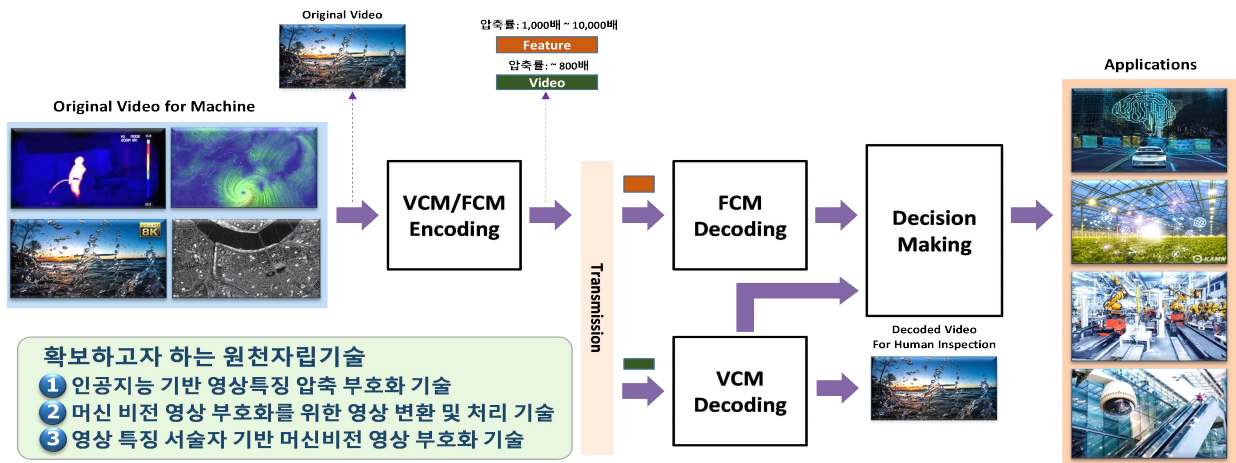 Original Video
압축률: 1,000배 ~ 10,000배
Feature
압축률: ~ 800배
Video
Applications
Original Video for Machine
8K
VCM/FCM
Encoding
Transmission
FCM
Decoding
Decision
Making
KAMN
Decoded Video
For Human Inspection
VCM
Decoding
확보하고자 하는 원천자립기술
1 인공지능 기반 영상특징 압축 부호화 기술
2 머신 비전 영상 부호화를 위한 영상 변환 및 처리 기술
3 영상 특징 서술자 기반 머신비전 영상 부호화 기술